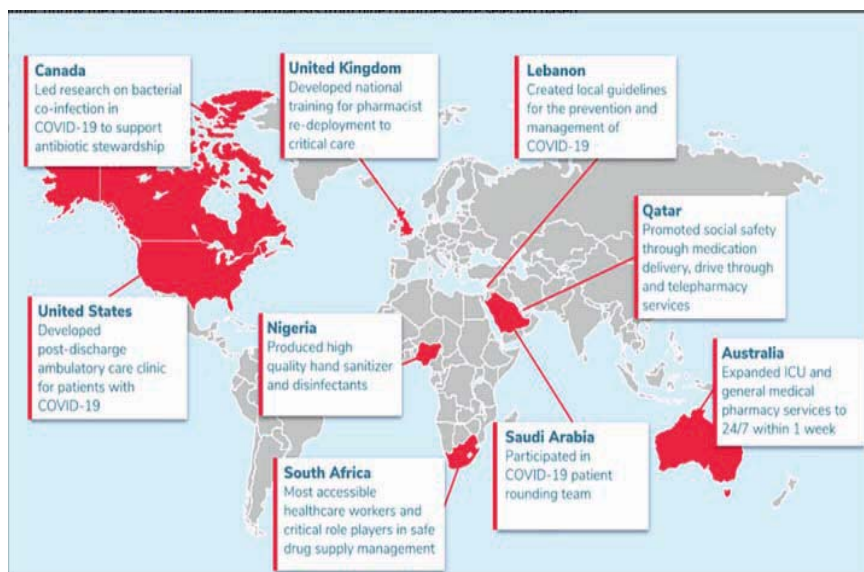 Canada
Led research on bacterial
co-infection in
COVID-19 to support
antibiotic stewardship
United Kingdom
Developed national
training for pharmacist
re-deployment to
critical care
Lebanon
Created local guidelines
for the prevention and
management of
COVID-19
Qatar
Promoted social safety
through medication
delivery, drive through
and telepharmacy
services
United States
Developed
post-discharge
ambulatory care clinic
for patients with
COVID-19
Nigeria
Produced high
quality hand sanitizer
and disinfectants
Australia
Expanded ICU and
general medical
pharmacy services to
24/7 within 1 week
Saudi Arabia
Participated in
COVID-19 patient
rounding team
South Africa
Most accessible
healthcare workers and
critical role players in safe
drug supply management